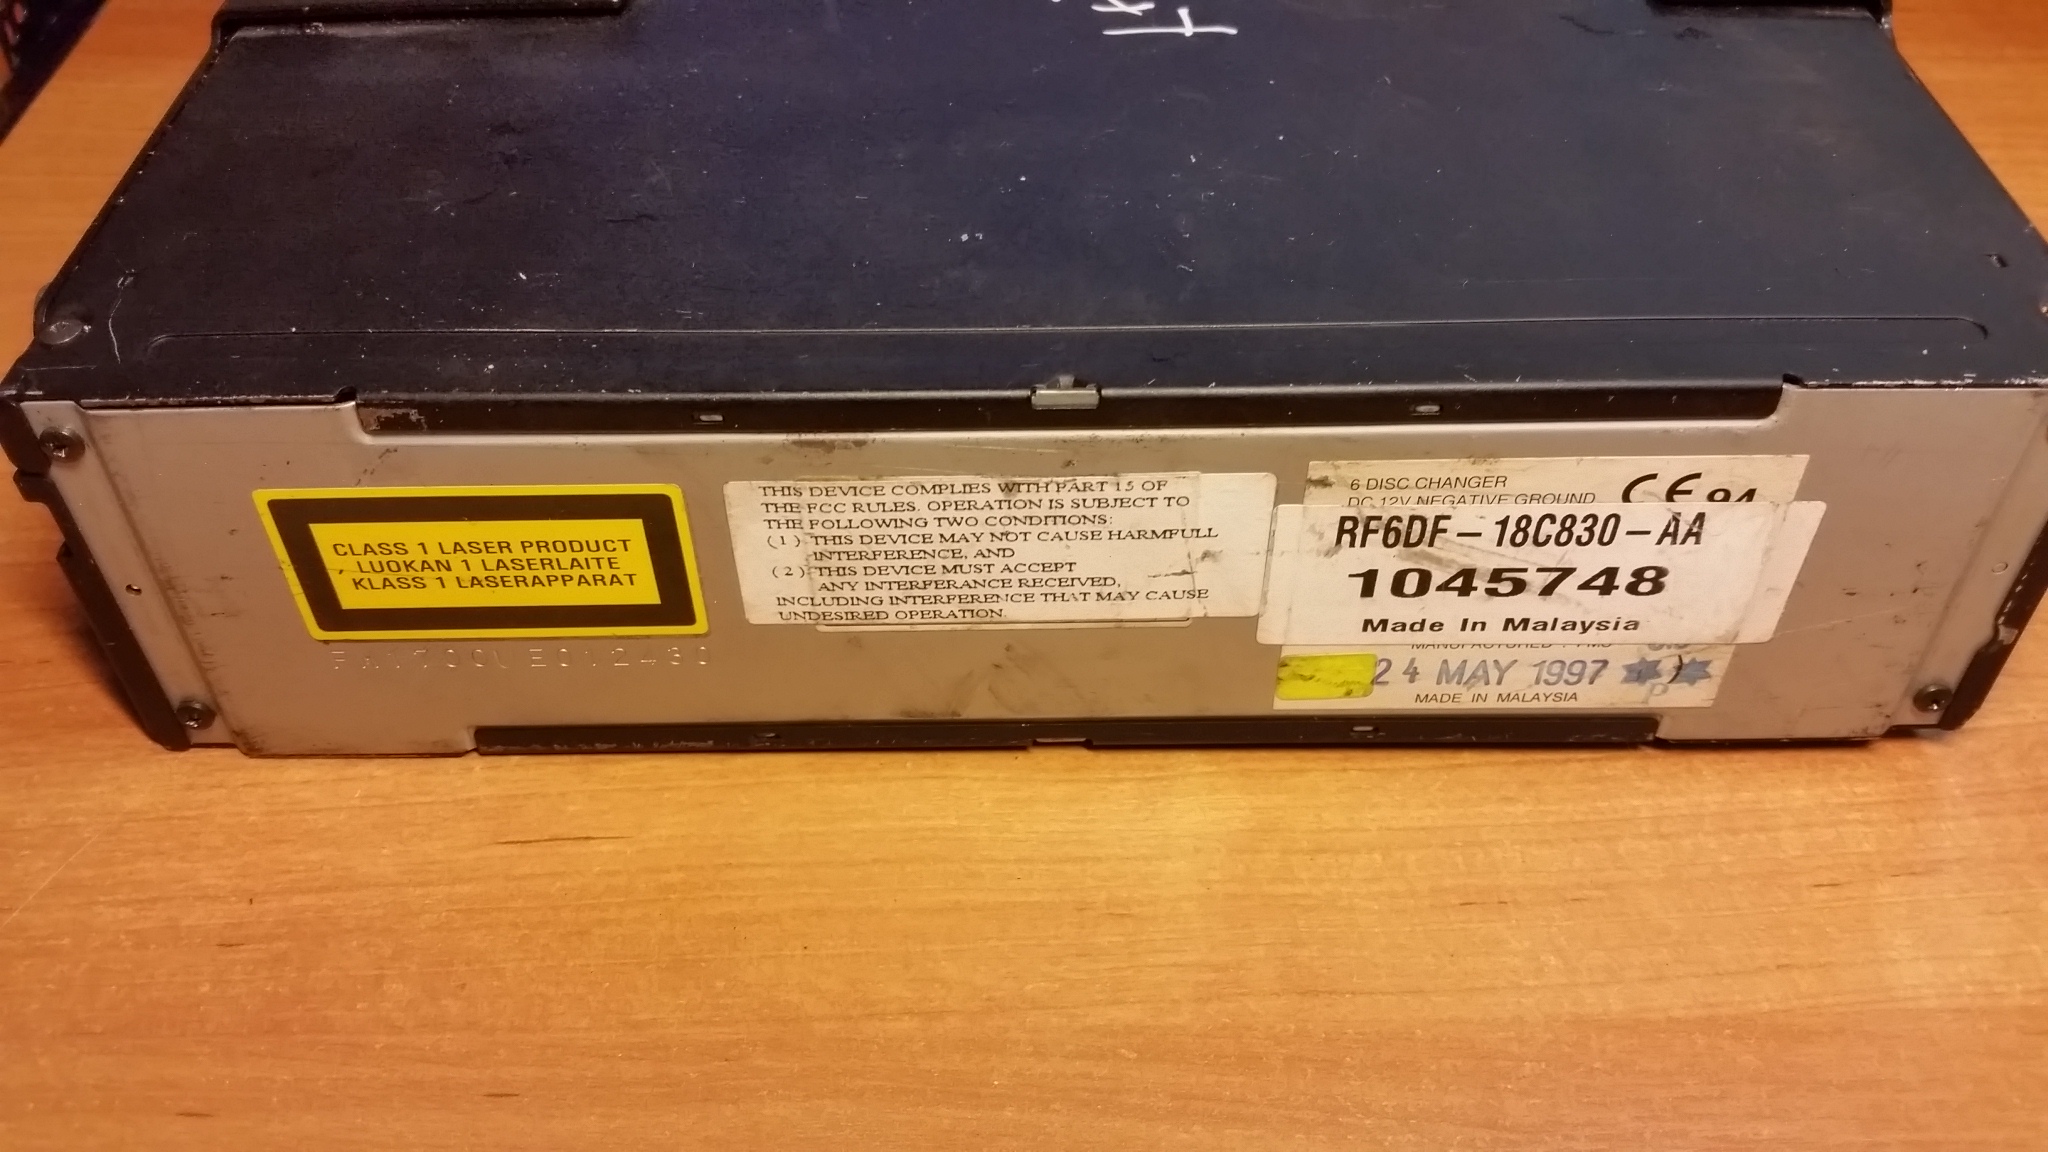 CLASS 1 LASER PRODUCT
LUOKAN 1 LASERLAITE
KLASS 1 LASERAPPARAT
THIS DEVICE COMPLIES WITH PART 15 OF
THE FCC RULES. OPERATION IS SUBJECT TO
THE FOLLOWING TWO CONDITIONS:
(1) THIS DEVICE MAY NOT CAUSE HARMFULL
INTERFERENCE, AND
(2) THIS DEVICE MUST ACCEPT
ANY INTERFERANCE RECEIVED,
INCLUDING INTERFERENCE THAT MAY CAUSE
UNDESIRED OPERATION.
6 DISC CHANGER
DC 12V NEGATIVE GROUND
CE 94
RF6DF-18C830-AA
1045748
Made In Malaysia
MANUFACTURED
24 MAY 1997
MADE IN MALAYSIA